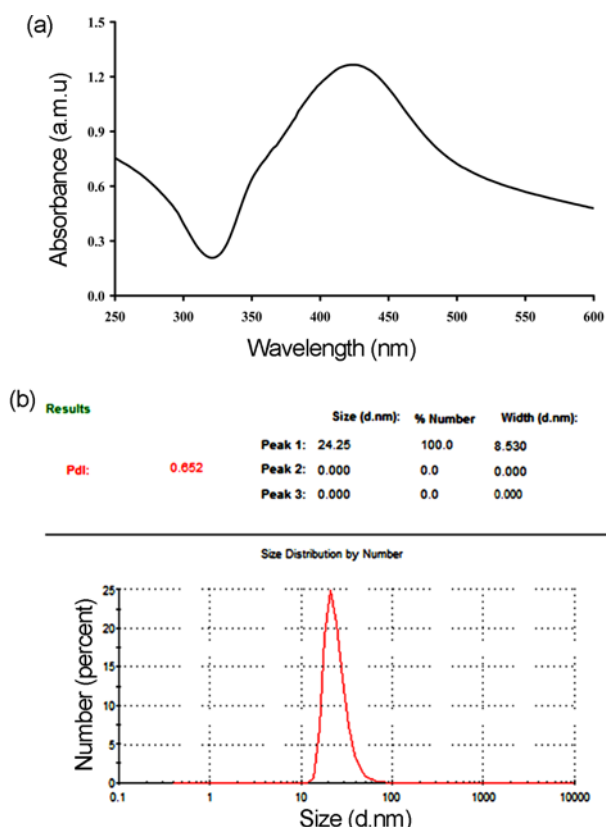 (a)
1.5
1.2
0.9
0.6
0.3
0.0
Absorbance (a.m.u)
250 300 350 400 450 500 550 600
Wavelength (nm)
(b)
Results
Size (d.nm): % Number Width (d.nm):
Peak 1: 24.25 100.0 8.530
PdI: 0.652 Peak 2: 0.000 0.0 0.000
Peak 3: 0.000 0.0 0.000
Size Distribution by Number
25
20
15
10
5
0
Number (percent)
0.1 1 10 100 1000 10000
Size (d.nm)